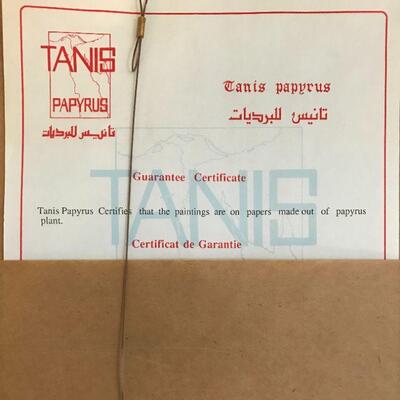 TANIS
PAPYRUS
تانيس للبرديات
Tanis papyrus
تانيس للبرديات
TANIS
Guarantee Certificate
Tanis Papyrus Certifies that the paintings are on papers made out of papyrus
plant.
Certificat de Garantie